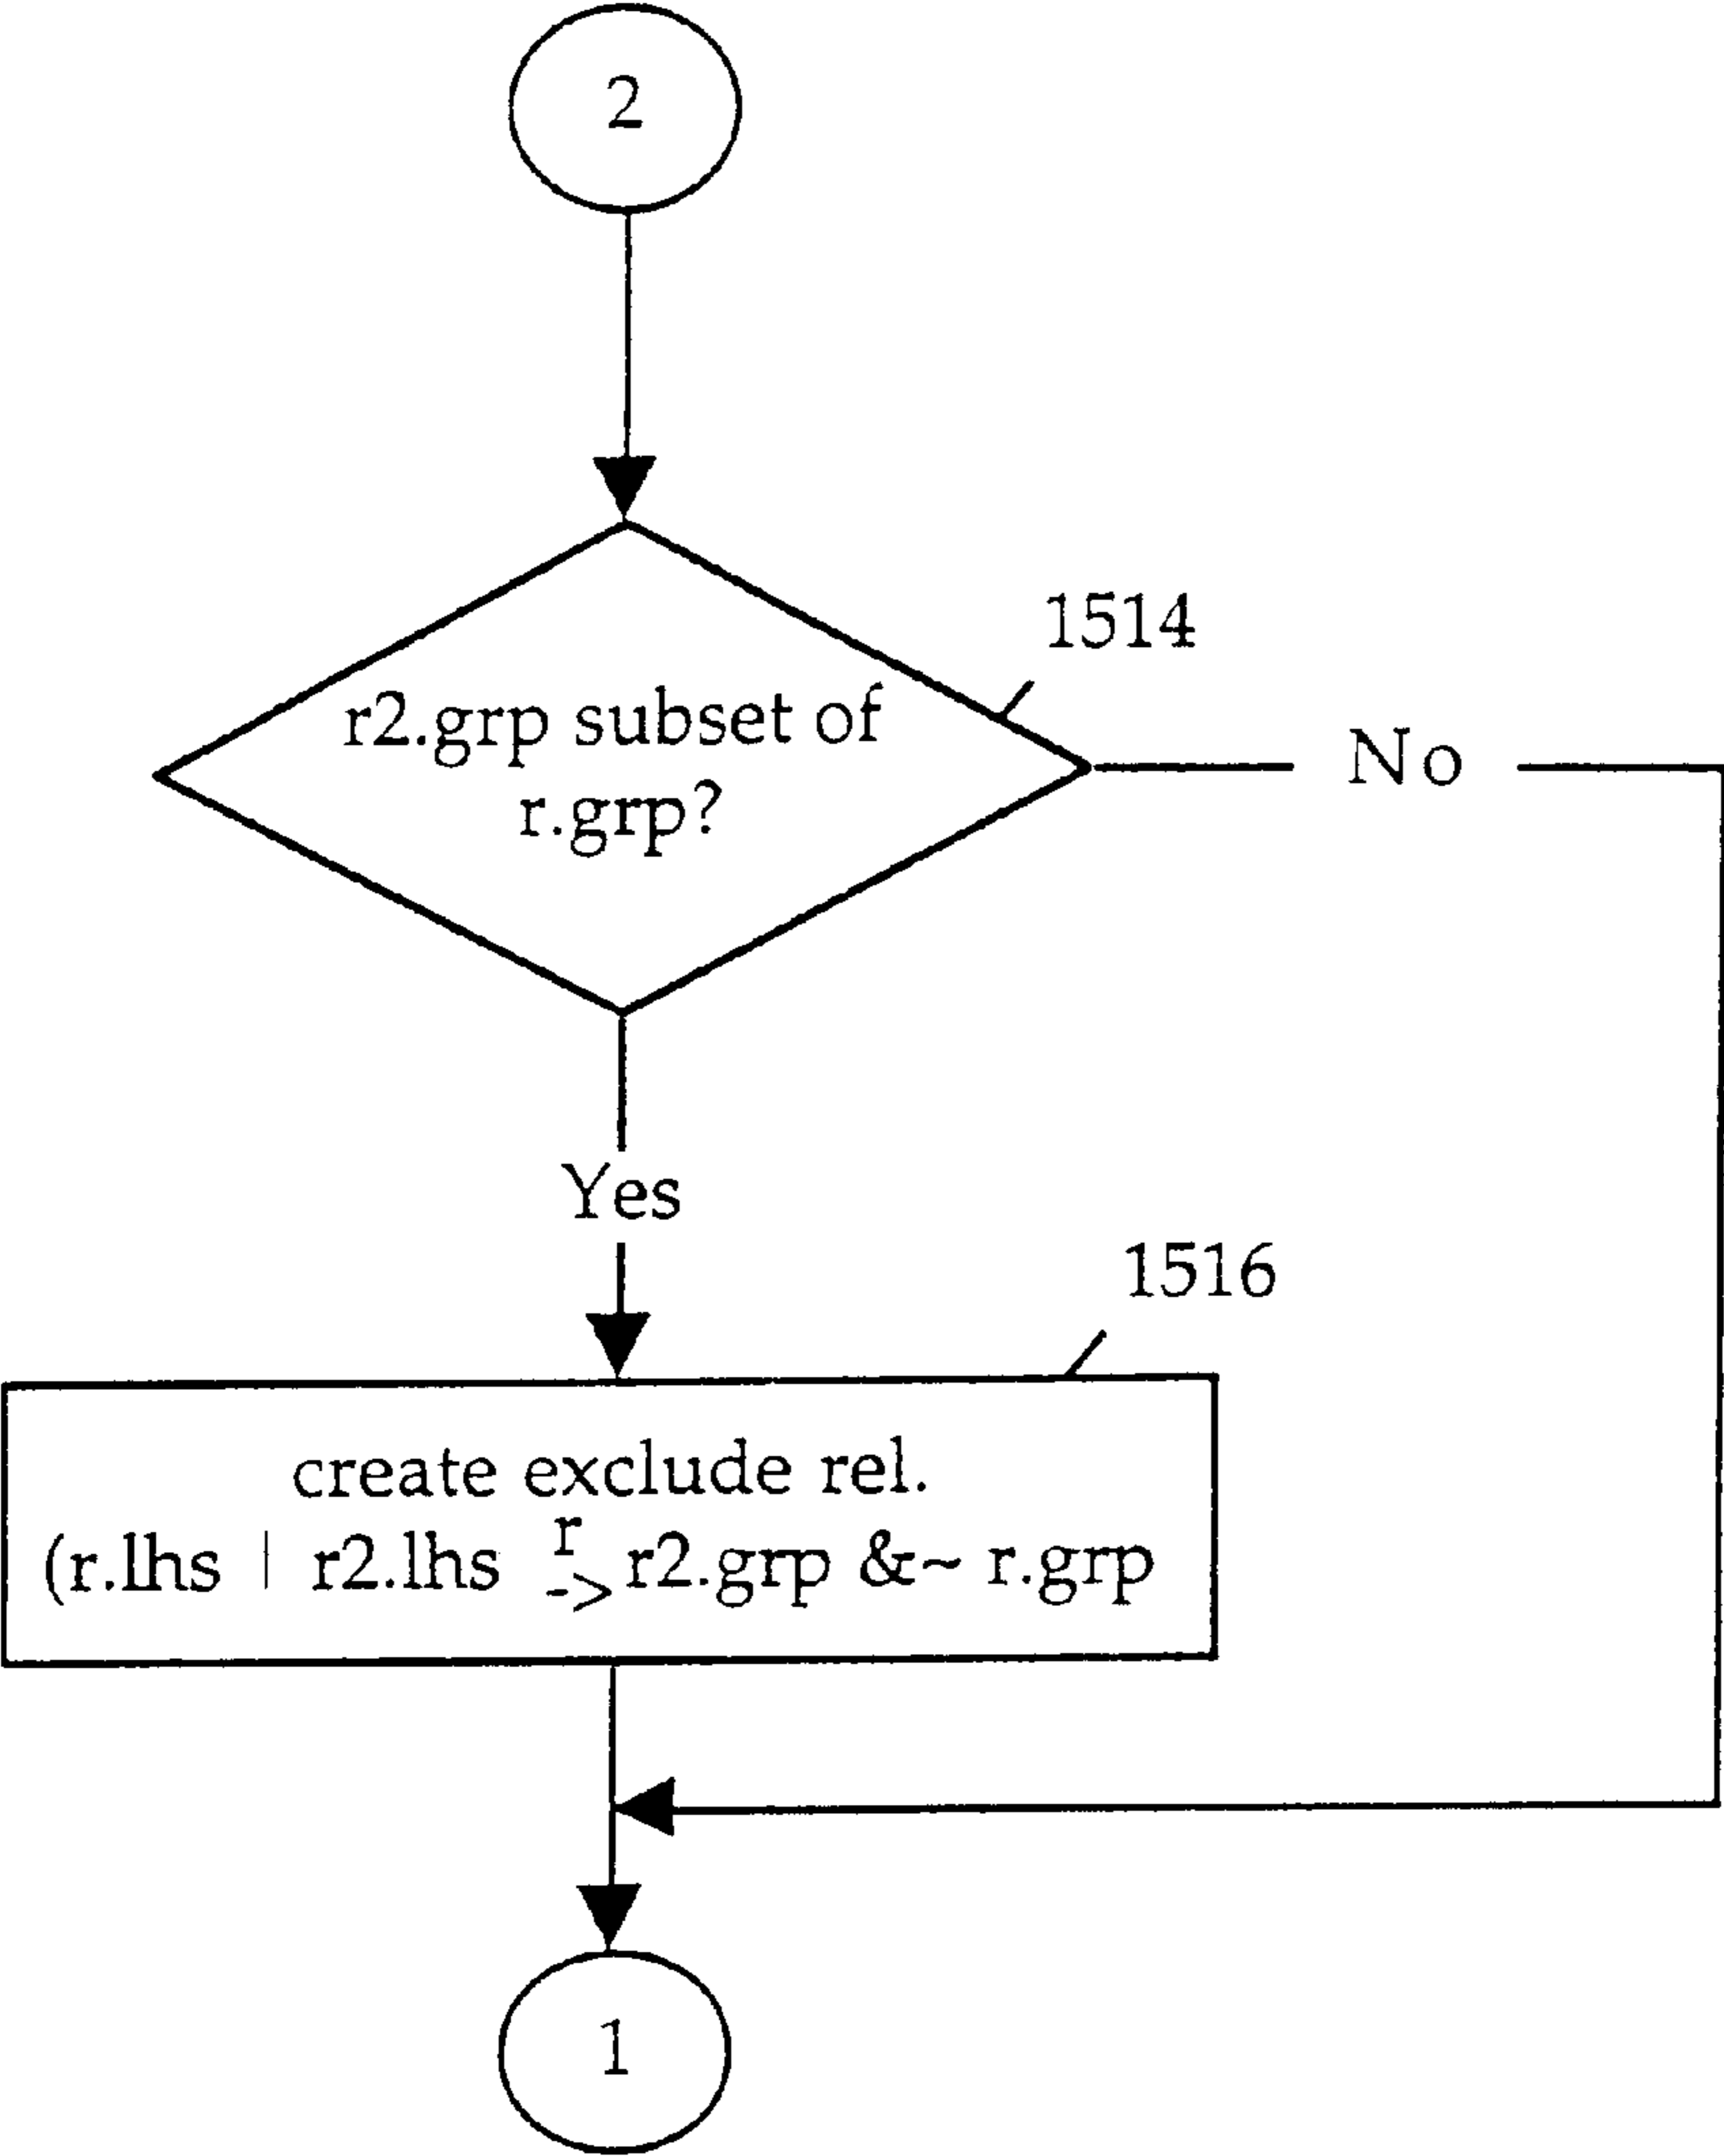 2
1514
r2.grp subset of
r.grp?
No
Yes
1516
create exclude rel.
r
(r.lhs | r2.lhs -> r2.grp &~ r.grp
1